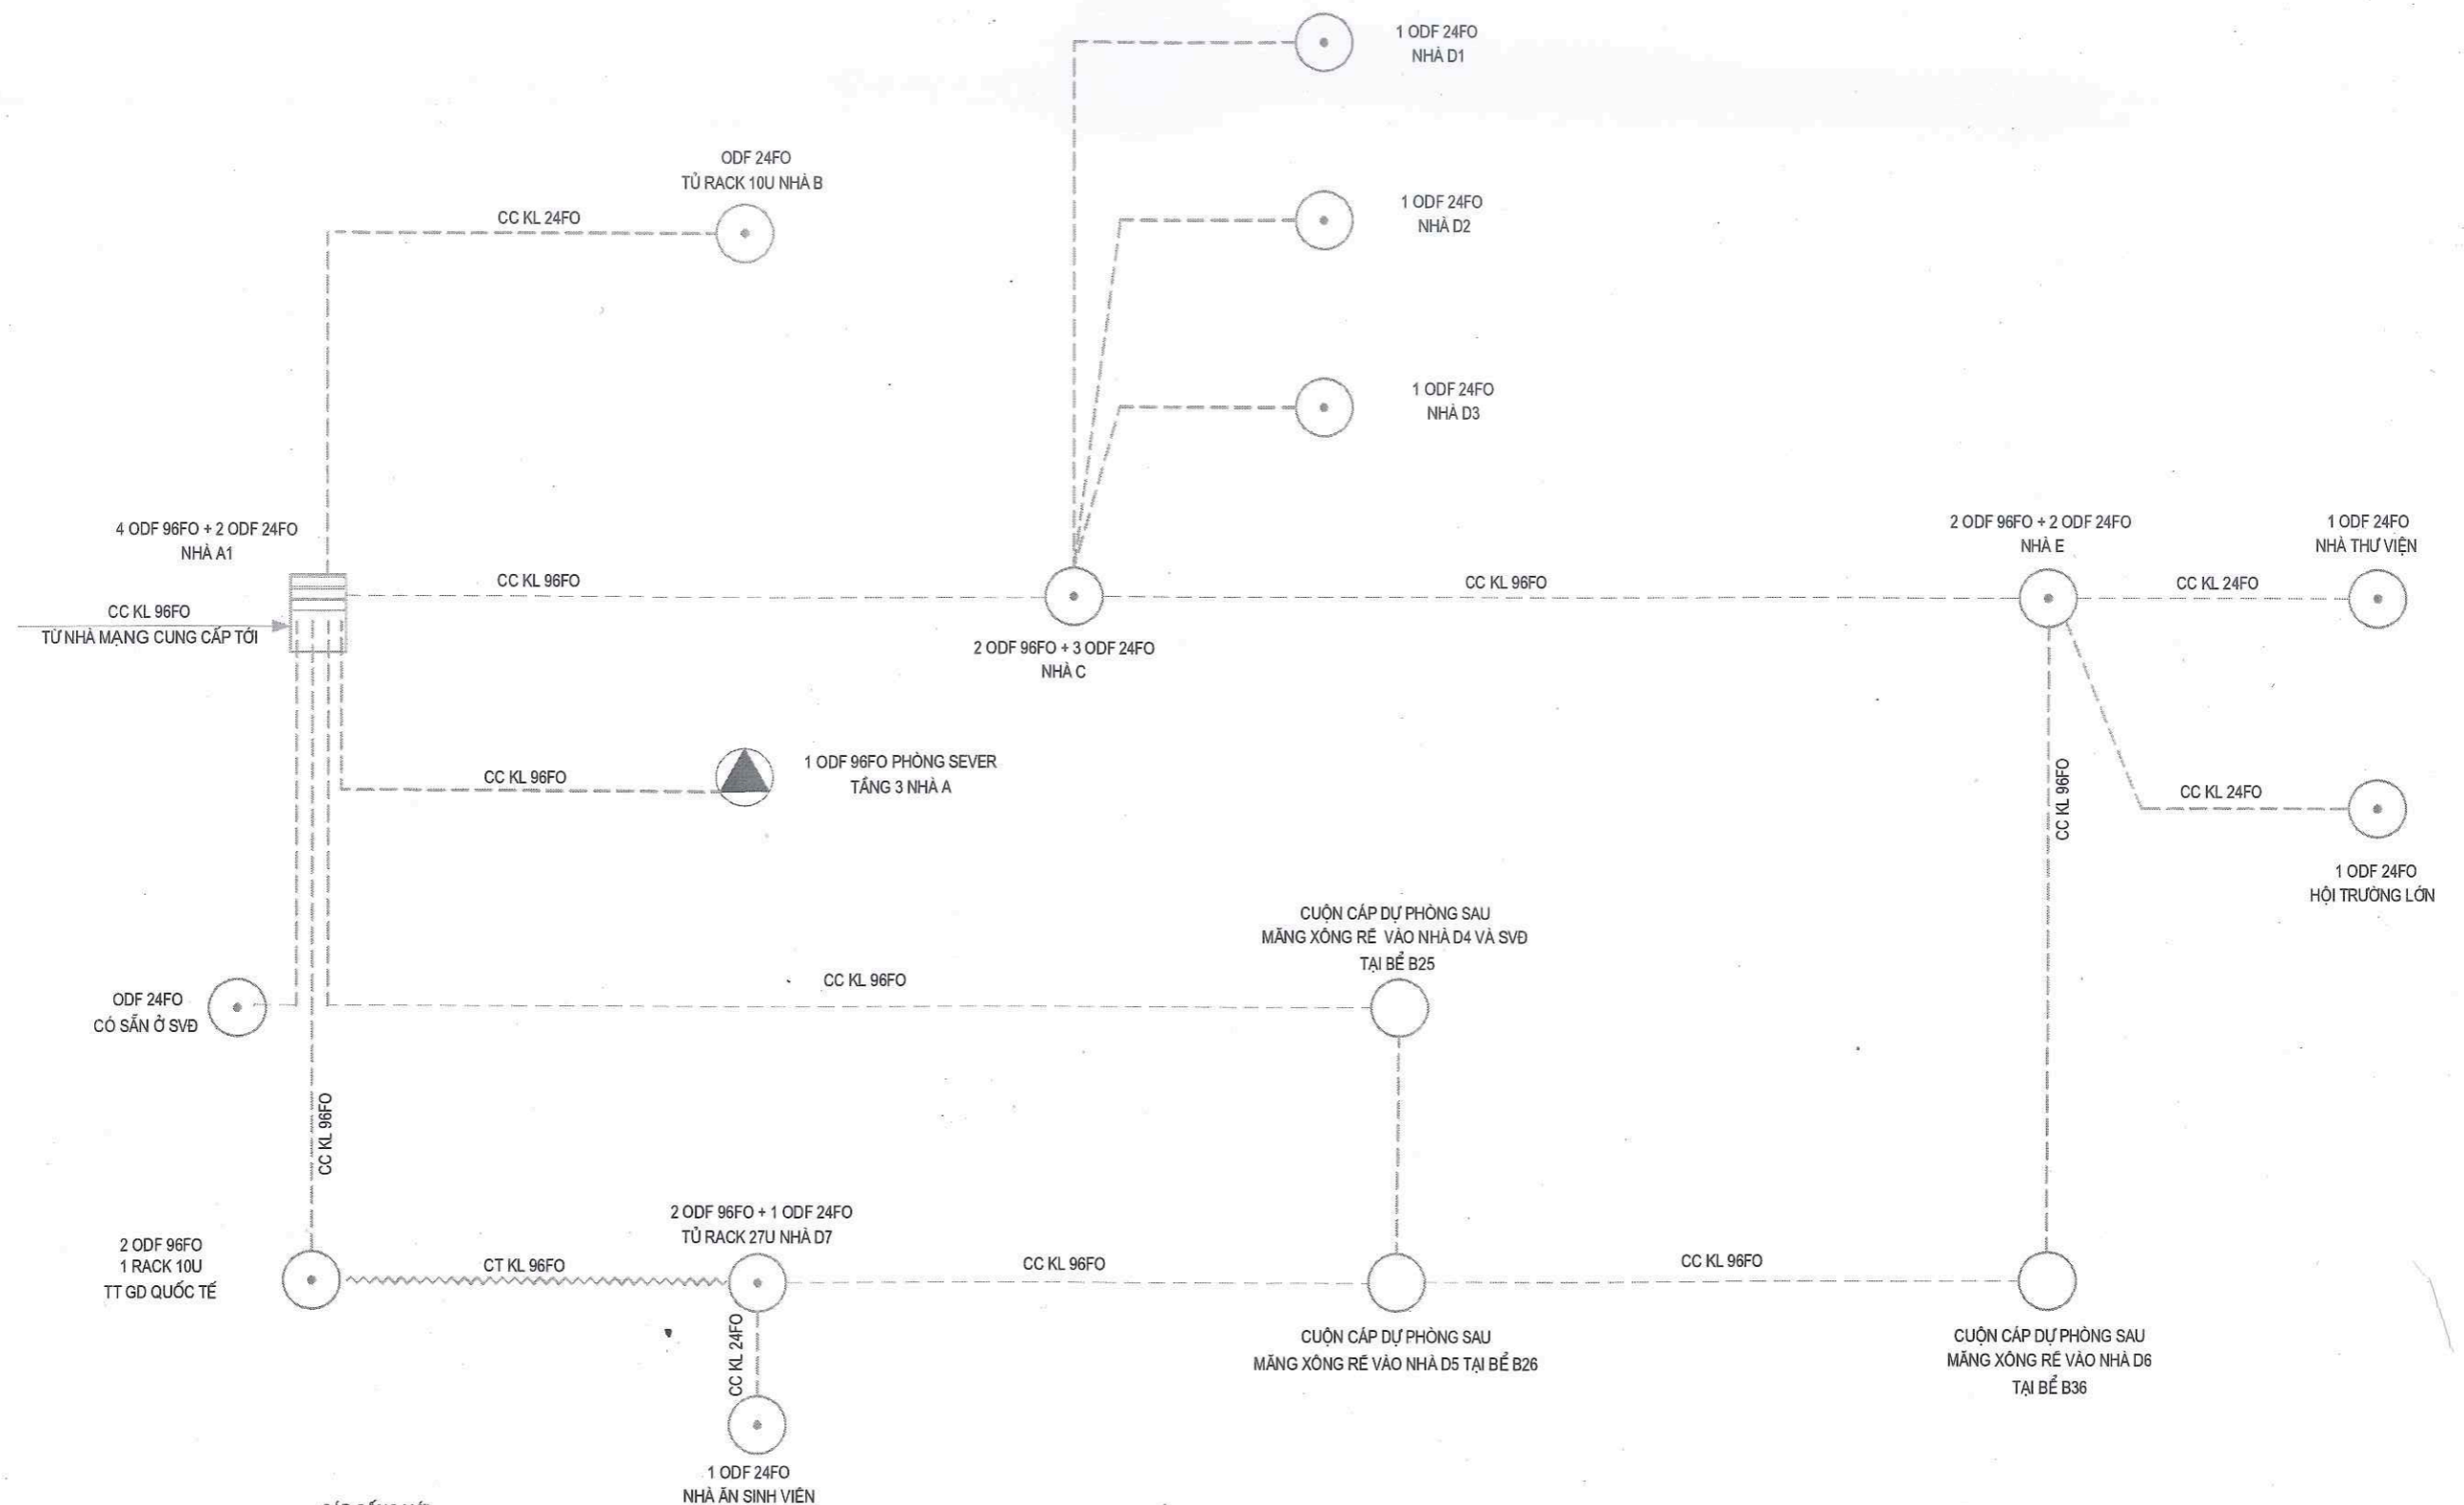 1 ODF 24FO
NHÀ D1
ODF 24FO
TỦ RACK 10U NHÀ B
CC KL 24FO
1 ODF 24FO
NHÀ D2
1 ODF 24FO
NHÀ D3
4 ODF 96FO + 2 ODF 24FO
NHÀ A1
CC KL 96FO
TỪ NHÀ MẠNG CUNG CẤP TỚI
CC KL 96FO
2 ODF 96FO + 3 ODF 24FO
NHÀ C
CC KL 96FO
2 ODF 96FO + 2 ODF 24FO
NHÀ E
CC KL 24FO
1 ODF 24FO
NHÀ THƯ VIỆN
CC KL 96FO
1 ODF 96FO PHÒNG SEVER
TẦNG 3 NHÀ A
CC KL 96FO
CC KL 24FO
1 ODF 24FO
HỘI TRƯỜNG LỚN
CUỘN CÁP DỰ PHÒNG SAU
MĂNG XÔNG RẼ VÀO NHÀ D4 VÀ SVĐ
TẠI BỂ B25
ODF 24FO
CÓ SẴN Ở SVĐ
CC KL 96FO
CC KL 96FO
2 ODF 96FO
1 RACK 10U
TT GD QUỐC TẾ
CT KL 96FO
2 ODF 96FO + 1 ODF 24FO
TỦ RACK 27U NHÀ D7
CC KL 96FO
CC KL 96FO
CC KL 24FO
CUỘN CÁP DỰ PHÒNG SAU
MĂNG XÔNG RẼ VÀO NHÀ D5 TẠI BỂ B26
CUỘN CÁP DỰ PHÒNG SAU
MĂNG XÔNG RẼ VÀO NHÀ D6
TẠI BỂ B36
1 ODF 24FO
NHÀ ĂN SINH VIÊN